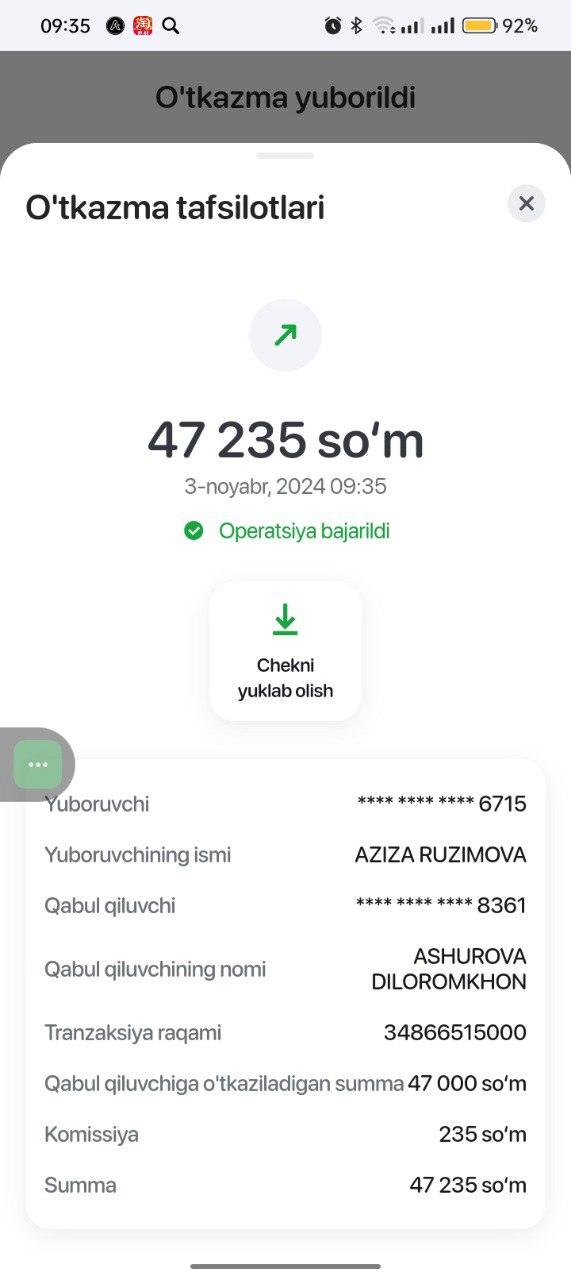 09:35 92%
O'tkazma yuborildi
O'tkazma tafsilotlari
47 235 so‘m
3-noyabr, 2024 09:35
Operatsiya bajarildi
Chekni
yuklab olish
Yuboruvchi **** **** **** 6715
Yuboruvchining ismi AZIZA RUZIMOVA
Qabul qiluvchi **** **** **** 8361
Qabul qiluvchining nomi ASHUROVA
DILOROMKHON
Tranzaksiya raqami 34866515000
Qabul qiluvchiga o'tkaziladigan summa 47 000 so‘m
Komissiya 235 so‘m
Summa 47 235 so‘m